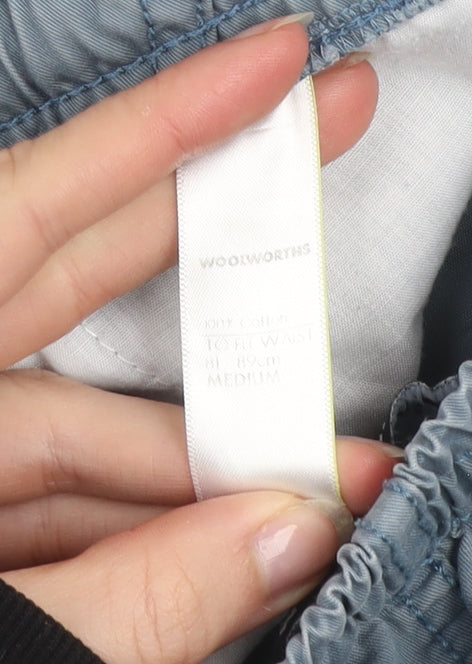 WOOLWORTHS
100% Cotton
TO FIT WAIST
81 - 89cm
MEDIUM